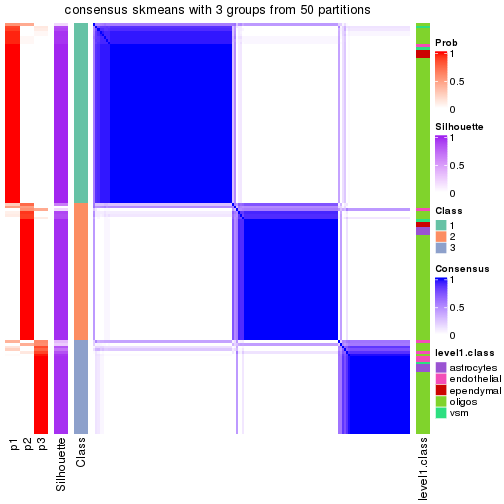 consensus skmeans with 3 groups from 50 partitions
Prob
1
0.5
0
Silhouette
1
0.5
0
Class
1
2
3
Consensus
1
0.5
0
level1.class
astrocytes
endothelial
ependymal
oligos
vsm
p1
p2
p3
Silhouette
Class
level1.class